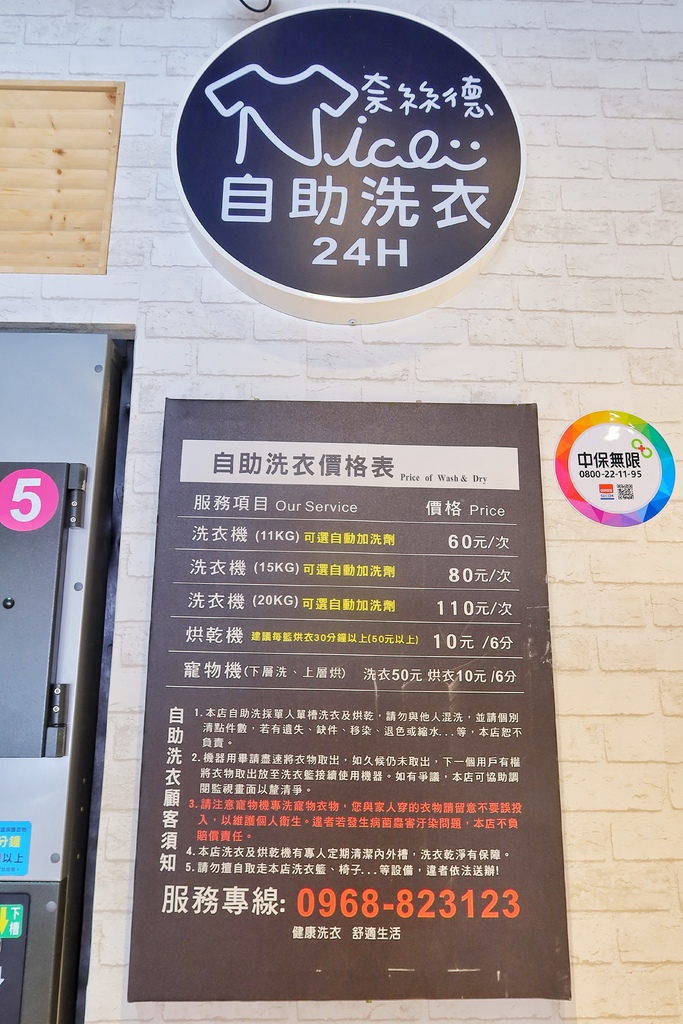 奈絲德
Nice
自助洗衣
24H
自助洗衣價格表 Price of Wash & Dry
服務項目 Our Service 價格 Price
洗衣機 (11KG) 可選自動加洗劑 60元/次
洗衣機 (15KG) 可選自動加洗劑 80元/次
洗衣機 (20KG) 可選自動加洗劑 110元/次
烘乾機 建議每籃烘衣30分鐘以上(50元以上) 10元 /6分
寵物機(下層洗、上層烘) 洗衣50元 烘衣10元 /6分
自助洗衣顧客須知
1.本店自助洗採單人單槽洗衣及烘乾，請勿與他人混洗，並請個別
清點件數，若有遺失、缺件、移染、退色或縮水...等，本店恕不
負責。
2.機器用畢請盡速將衣物取出，如久候仍未取出，下一個用戶有權
將衣物取出放至洗衣籃接續使用機器。如有爭議，本店可協助調
閱監視畫面以釐清爭。
3.請注意寵物機專洗寵物衣物，您與家人穿的衣物請留意不要誤投
入，以維護個人衛生。違者若發生病菌蟲害汙染問題，本店不負
賠償責任。
4.本店洗衣及烘乾機有專人定期清潔內外槽，洗衣乾淨有保障。
5.請勿擅自取走本店洗衣籃、椅子...等設備，違者依法送辦!
服務專線: 0968-823123
健康洗衣 舒適生活
中保無限
0800-22-11-95
5
分鐘
以上
下槽